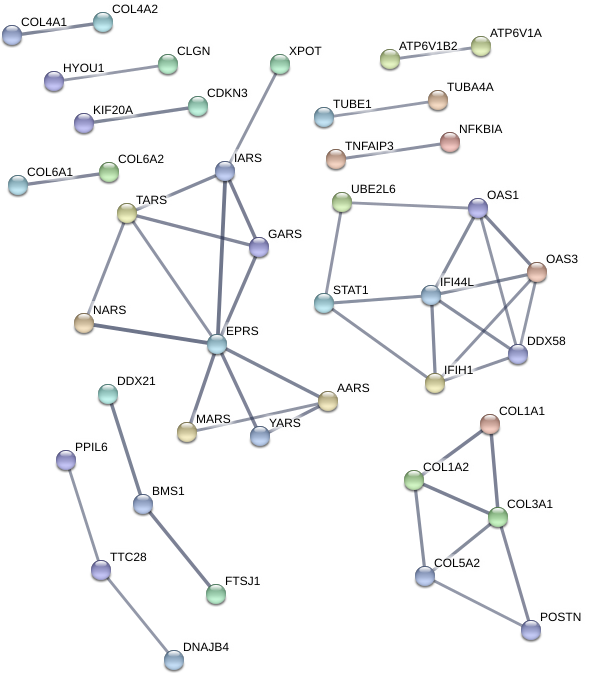 COL4A1
COL4A2
HYOU1
CLGN
KIF20A
CDKN3
COL6A1
COL6A2
XPOT
ATP6V1B2
ATP6V1A
TUBE1
TUBA4A
TNFAIP3
NFKBIA
IARS
TARS
GARS
NARS
EPRS
MARS
YARS
AARS
UBE2L6
OAS1
OAS3
STAT1
IFI44L
DDX58
IFIH1
DDX21
BMS1
FTSJ1
PPIL6
TTC28
DNAJB4
COL1A1
COL1A2
COL3A1
COL5A2
POSTN